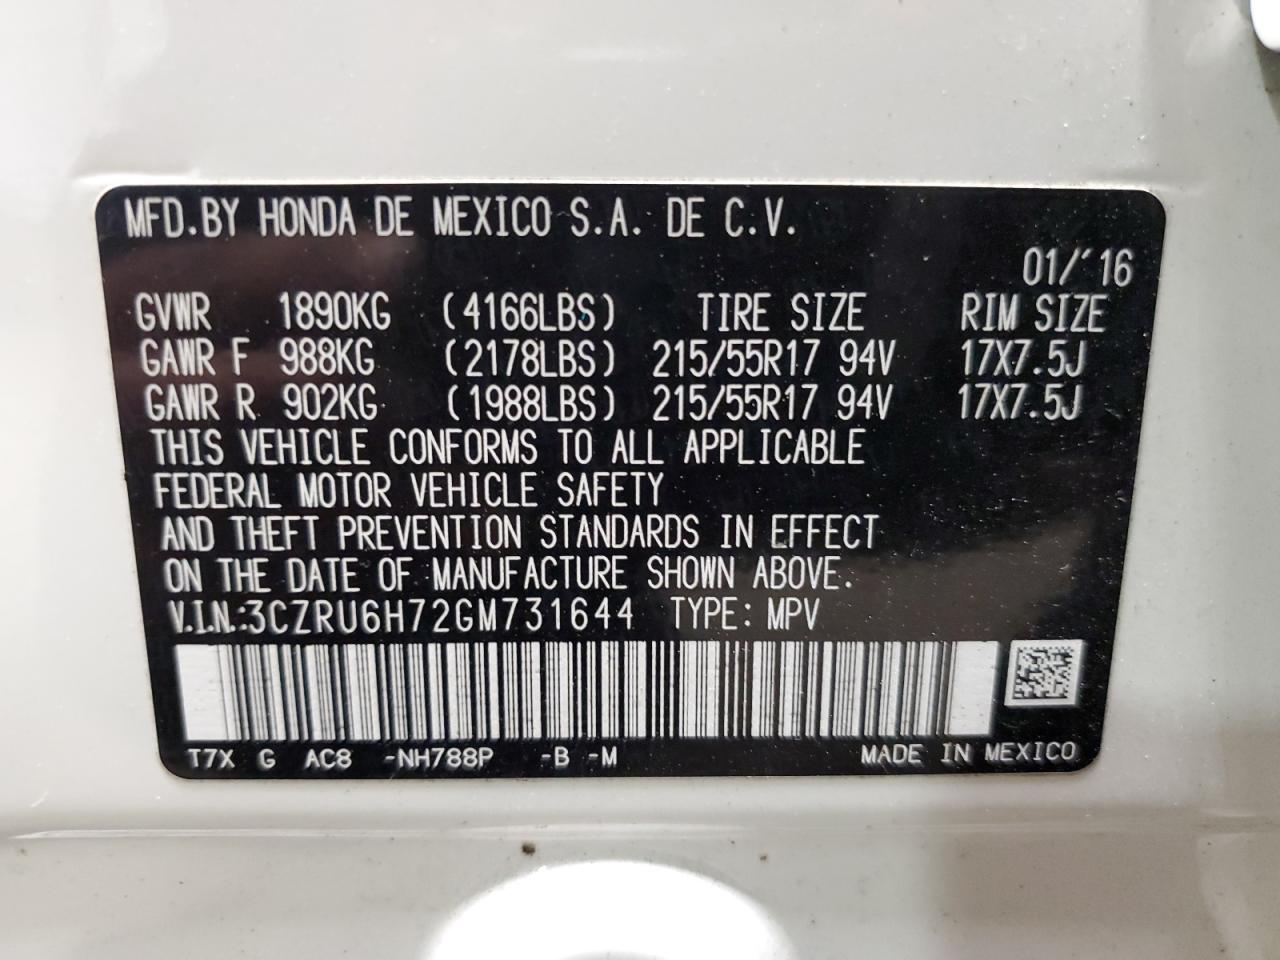 MFD.BY HONDA DE MEXICO S.A. DE C.V.
01/'16
GVWR 1890KG (4166LBS) TIRE SIZE RIM SIZE
GAWR F 988KG (2178LBS) 215/55R17 94V 17X7.5J
GAWR R 902KG (1988LBS) 215/55R17 94V 17X7.5J
THIS VEHICLE CONFORMS TO ALL APPLICABLE
FEDERAL MOTOR VEHICLE SAFETY
AND THEFT PREVENTION STANDARDS IN EFFECT
ON THE DATE OF MANUFACTURE SHOWN ABOVE.
V.I.N.:3CZRU6H72GM731644 TYPE: MPV
T7X G AC8 -NH788P -B -M MADE IN MEXICO